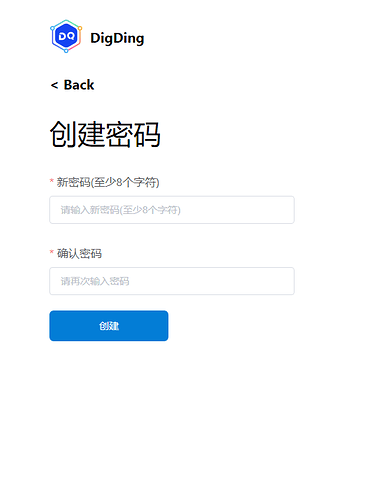 DQ
DigDing
< Back
创建密码
* 新密码(至少8个字符)
请输入新密码(至少8个字符)
* 确认密码
请再次输入密码
创建